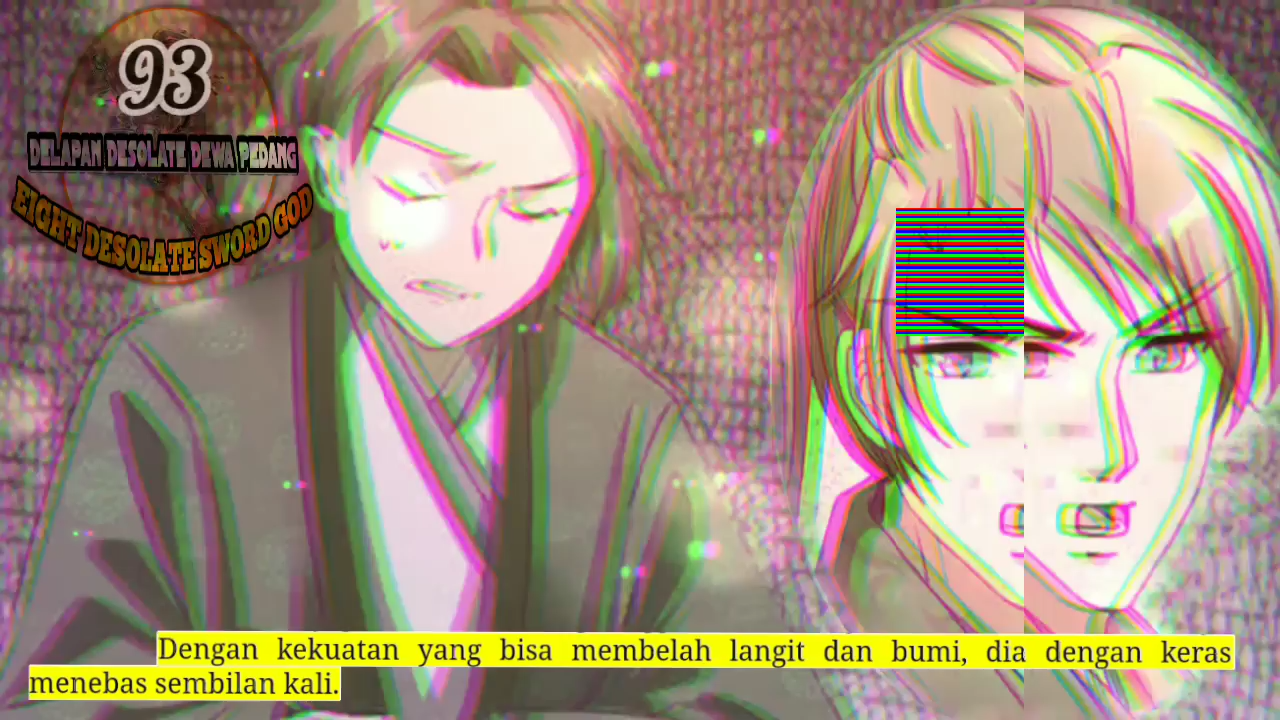 93
DELAPAN DESOLATE DEWA PEDANG
EIGHT DESOLATE SWORD GOD
Dengan kekuatan yang bisa membelah langit dan bumi, dia dengan keras
menebas sembilan kali.